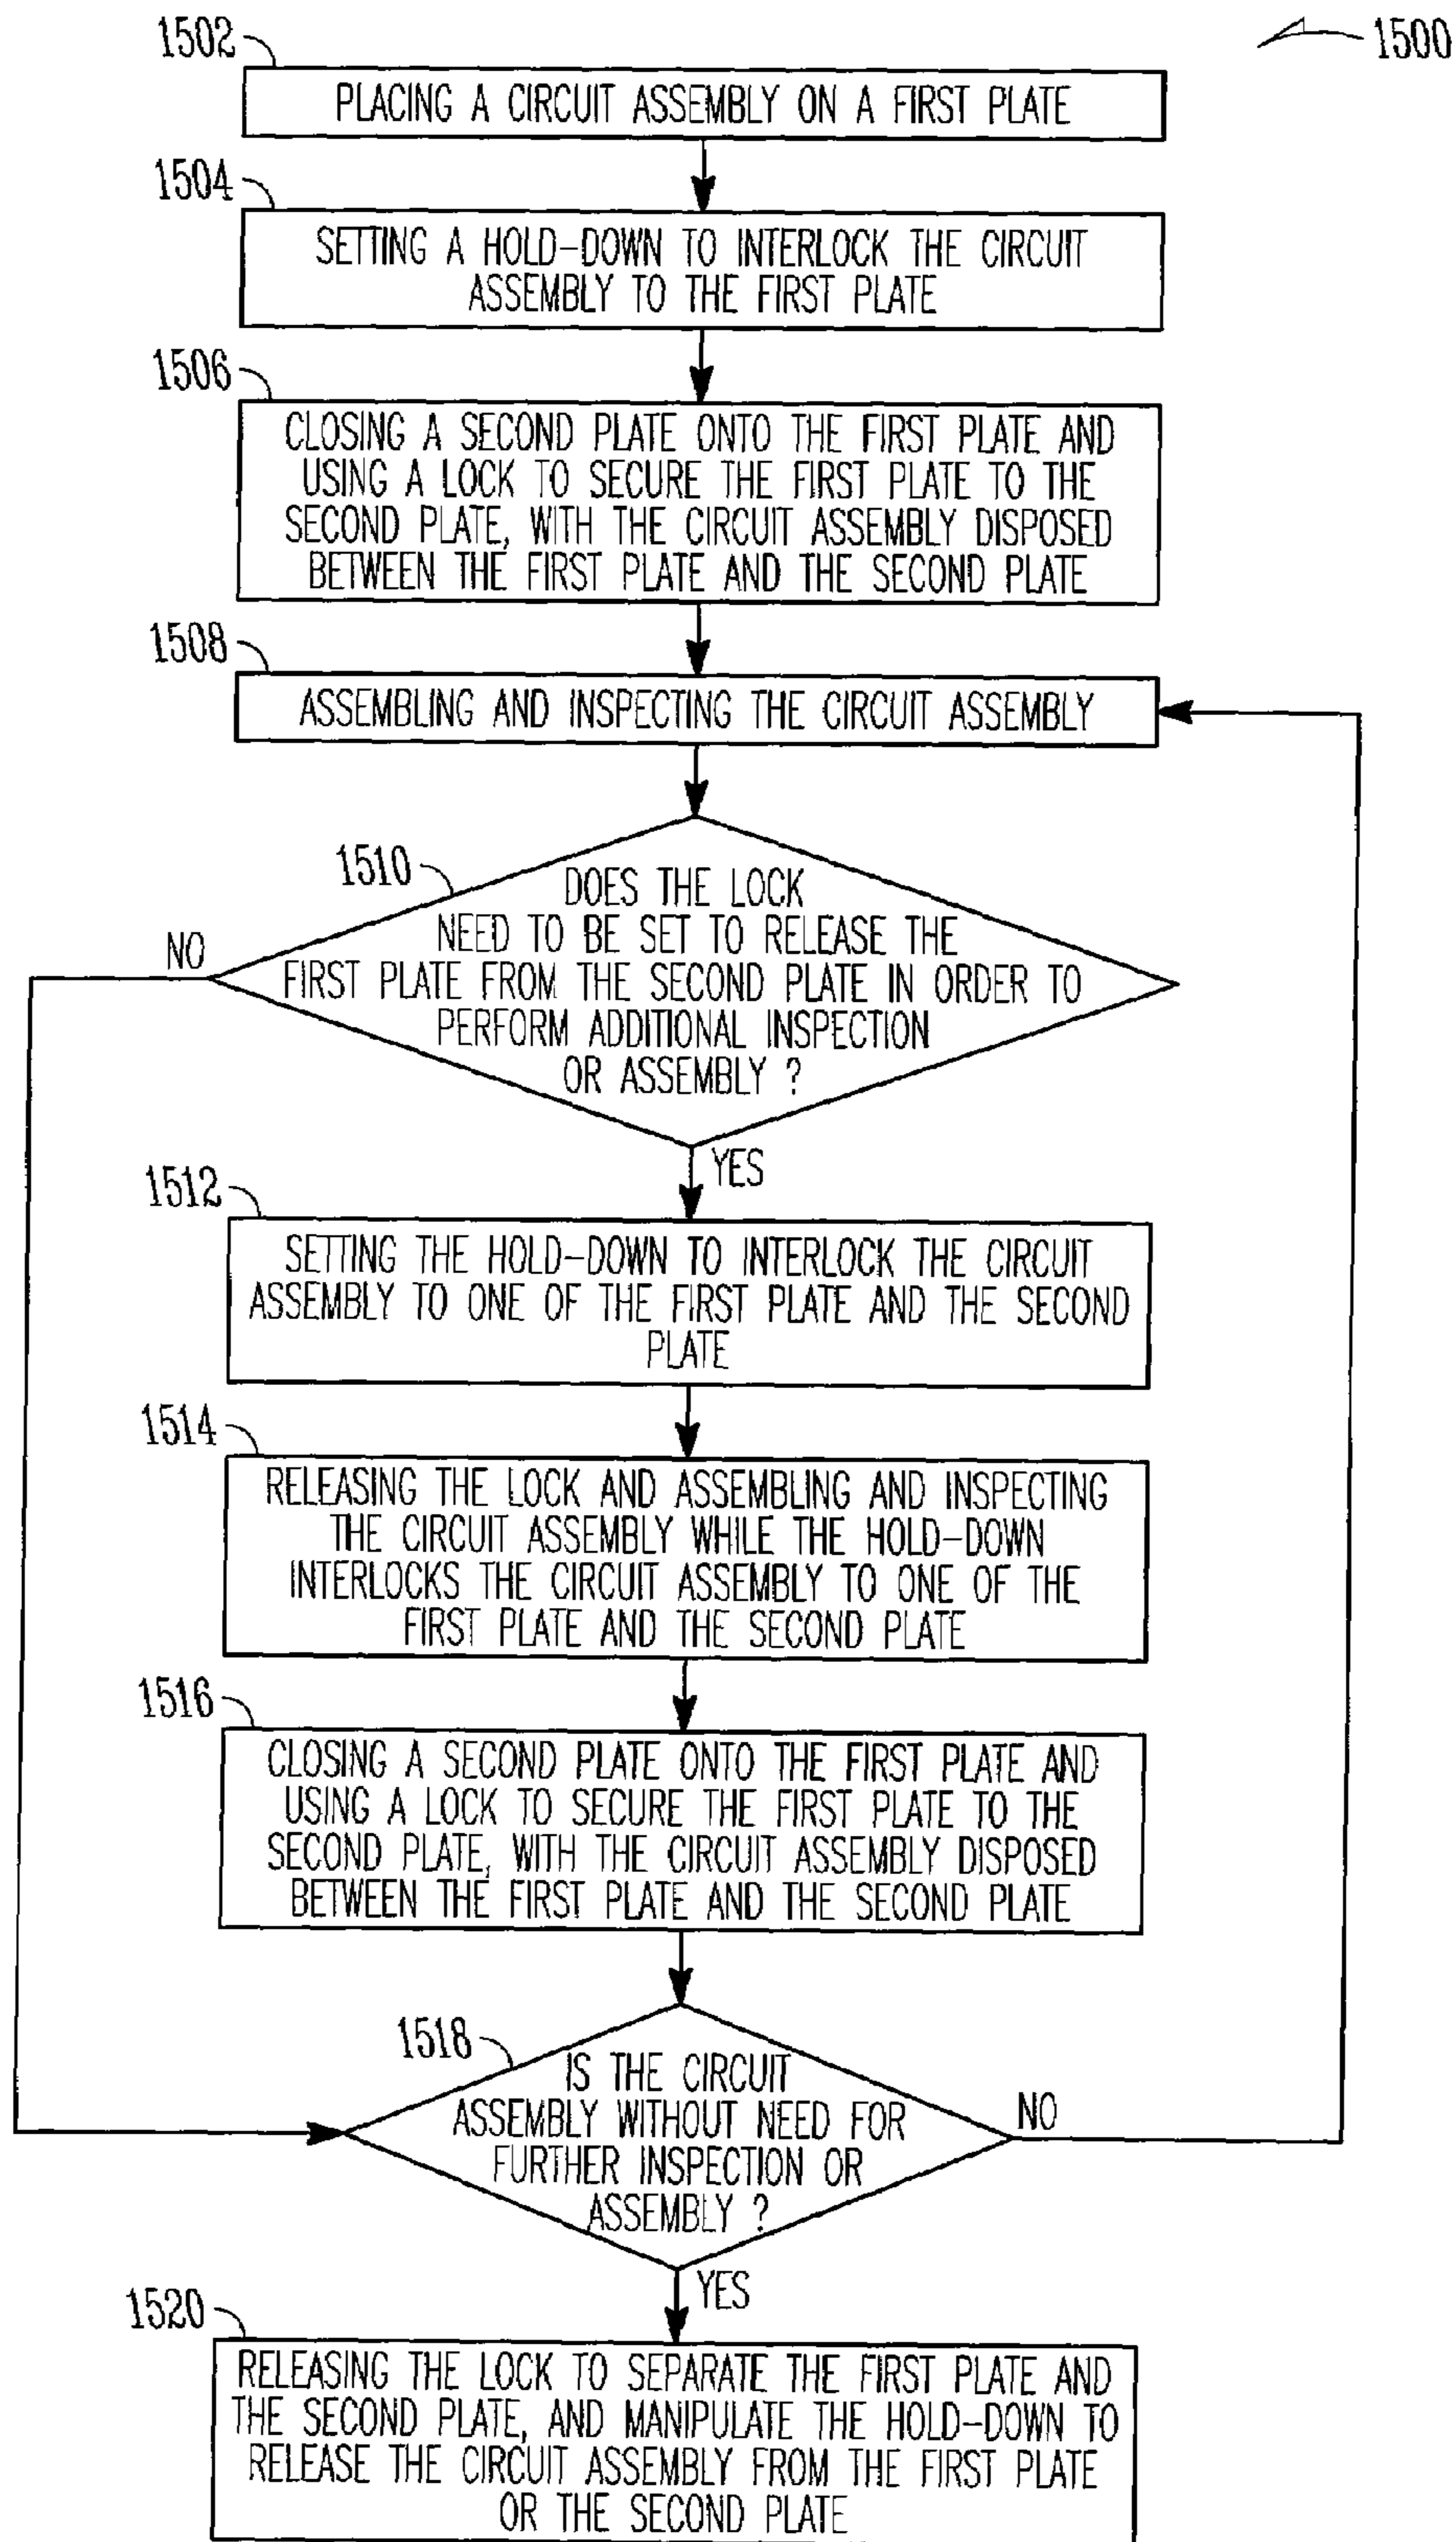 1500
1502
PLACING A CIRCUIT ASSEMBLY ON A FIRST PLATE
1504
SETTING A HOLD-DOWN TO INTERLOCK THE CIRCUIT
ASSEMBLY TO THE FIRST PLATE
1506
CLOSING A SECOND PLATE ONTO THE FIRST PLATE AND
USING A LOCK TO SECURE THE FIRST PLATE TO THE
SECOND PLATE, WITH THE CIRCUIT ASSEMBLY DISPOSED
BETWEEN THE FIRST PLATE AND THE SECOND PLATE
1508
ASSEMBLING AND INSPECTING THE CIRCUIT ASSEMBLY
1510
DOES THE LOCK
NEED TO BE SET TO RELEASE THE
FIRST PLATE FROM THE SECOND PLATE IN ORDER TO
PERFORM ADDITIONAL INSPECTION
OR ASSEMBLY ?
NO
YES
1512
SETTING THE HOLD-DOWN TO INTERLOCK THE CIRCUIT
ASSEMBLY TO ONE OF THE FIRST PLATE AND THE SECOND
PLATE
1514
RELEASING THE LOCK AND ASSEMBLING AND INSPECTING
THE CIRCUIT ASSEMBLY WHILE THE HOLD-DOWN
INTERLOCKS THE CIRCUIT ASSEMBLY TO ONE OF THE
FIRST PLATE AND THE SECOND PLATE
1516
CLOSING A SECOND PLATE ONTO THE FIRST PLATE AND
USING A LOCK TO SECURE THE FIRST PLATE TO THE
SECOND PLATE, WITH THE CIRCUIT ASSEMBLY DISPOSED
BETWEEN THE FIRST PLATE AND THE SECOND PLATE
1518
IS THE CIRCUIT
ASSEMBLY WITHOUT NEED FOR
FURTHER INSPECTION OR
ASSEMBLY ?
NO
YES
1520
RELEASING THE LOCK TO SEPARATE THE FIRST PLATE AND
THE SECOND PLATE, AND MANIPULATE THE HOLD-DOWN TO
RELEASE THE CIRCUIT ASSEMBLY FROM THE FIRST PLATE
OR THE SECOND PLATE